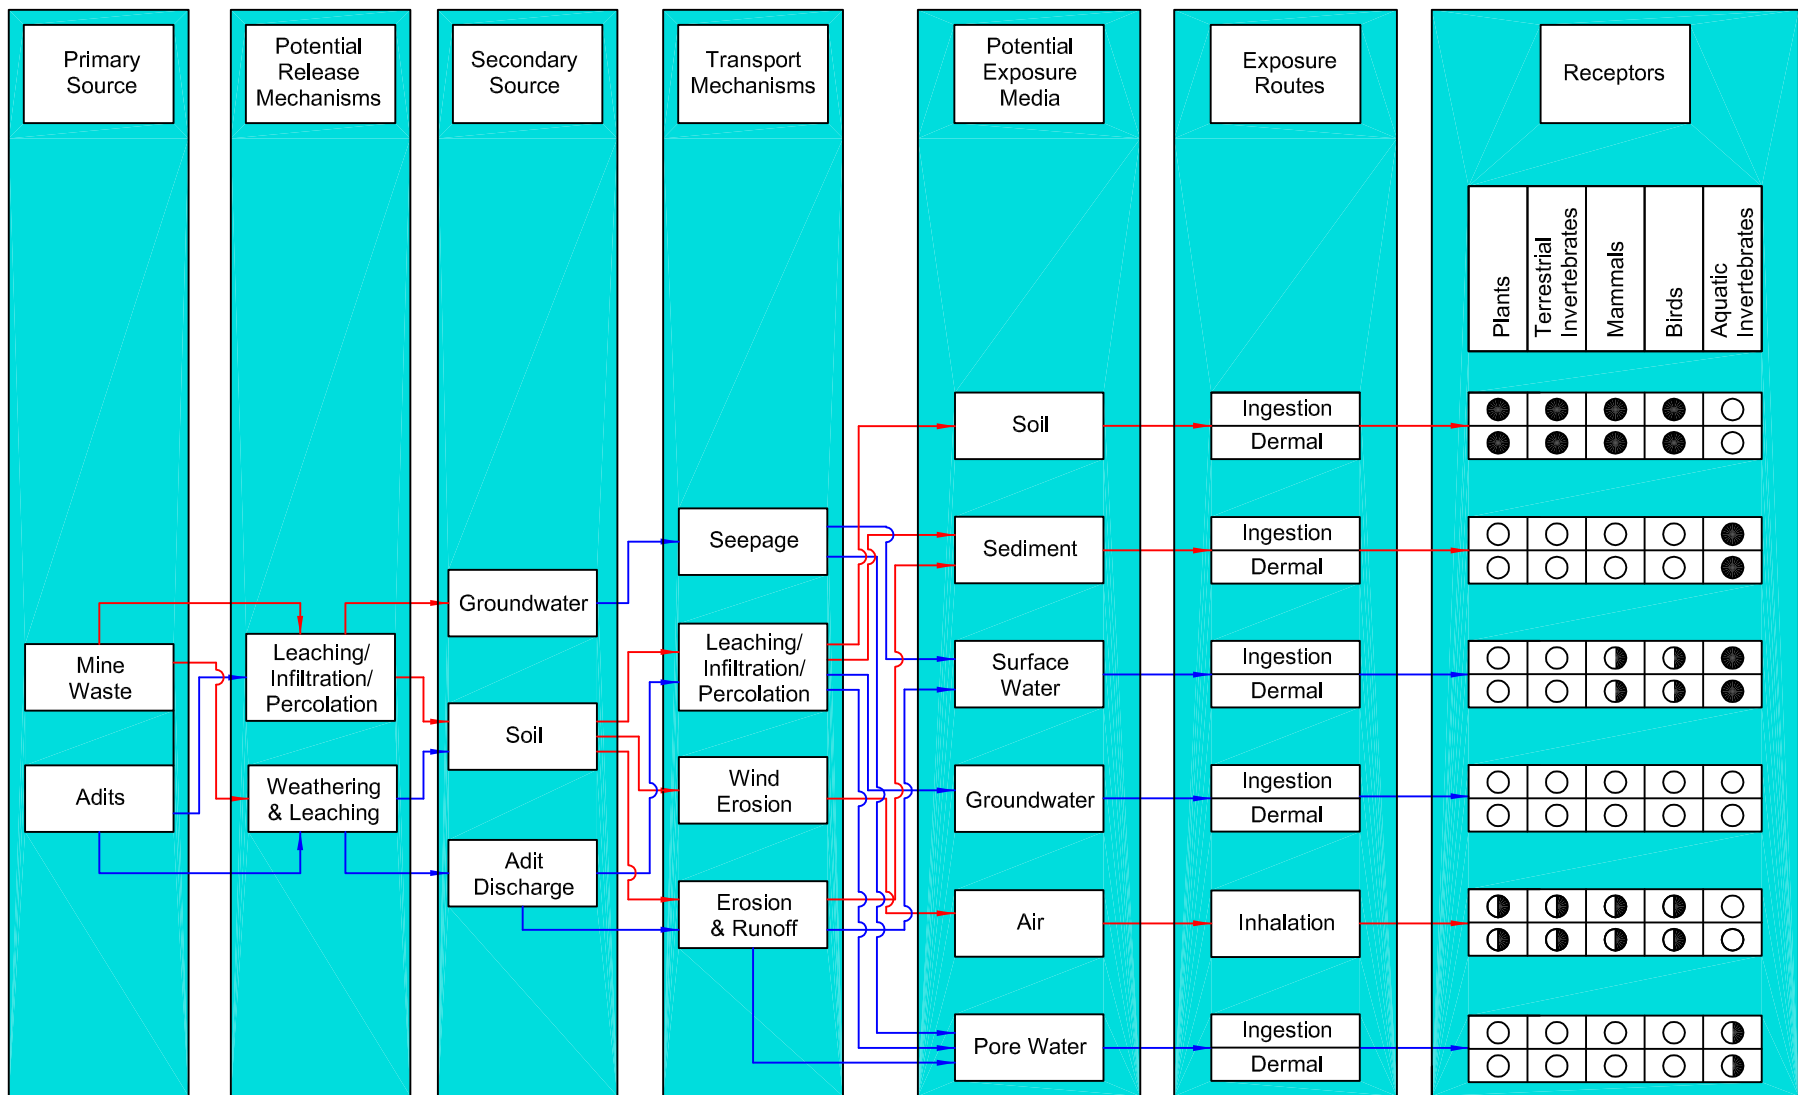 Primary
Source
Potential
Release
Mechanisms
Secondary
Source
Transport
Mechanisms
Potential
Exposure
Media
Exposure
Routes
Receptors
Plants
Terrestrial
Invertebrates
Mammals
Birds
Aquatic
Invertebrates
Mine
Waste
Adits
Leaching/
Infiltration/
Percolation
Weathering
& Leaching
Groundwater
Soil
Adit
Discharge
Seepage
Leaching/
Infiltration/
Percolation
Wind
Erosion
Erosion
& Runoff
Soil
Sediment
Surface
Water
Groundwater
Air
Pore Water
Ingestion
Dermal
Ingestion
Dermal
Ingestion
Dermal
Ingestion
Dermal
Inhalation
Ingestion
Dermal